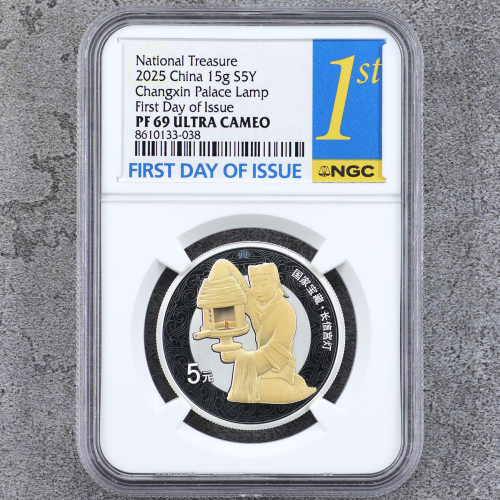 National Treasure
2025 China 15g S5Y
Changxin Palace Lamp
First Day of Issue
PF 69 ULTRA CAMEO
8610133-038
FIRST DAY OF ISSUE
1st
NGC
国家宝藏·长信宫灯
5元